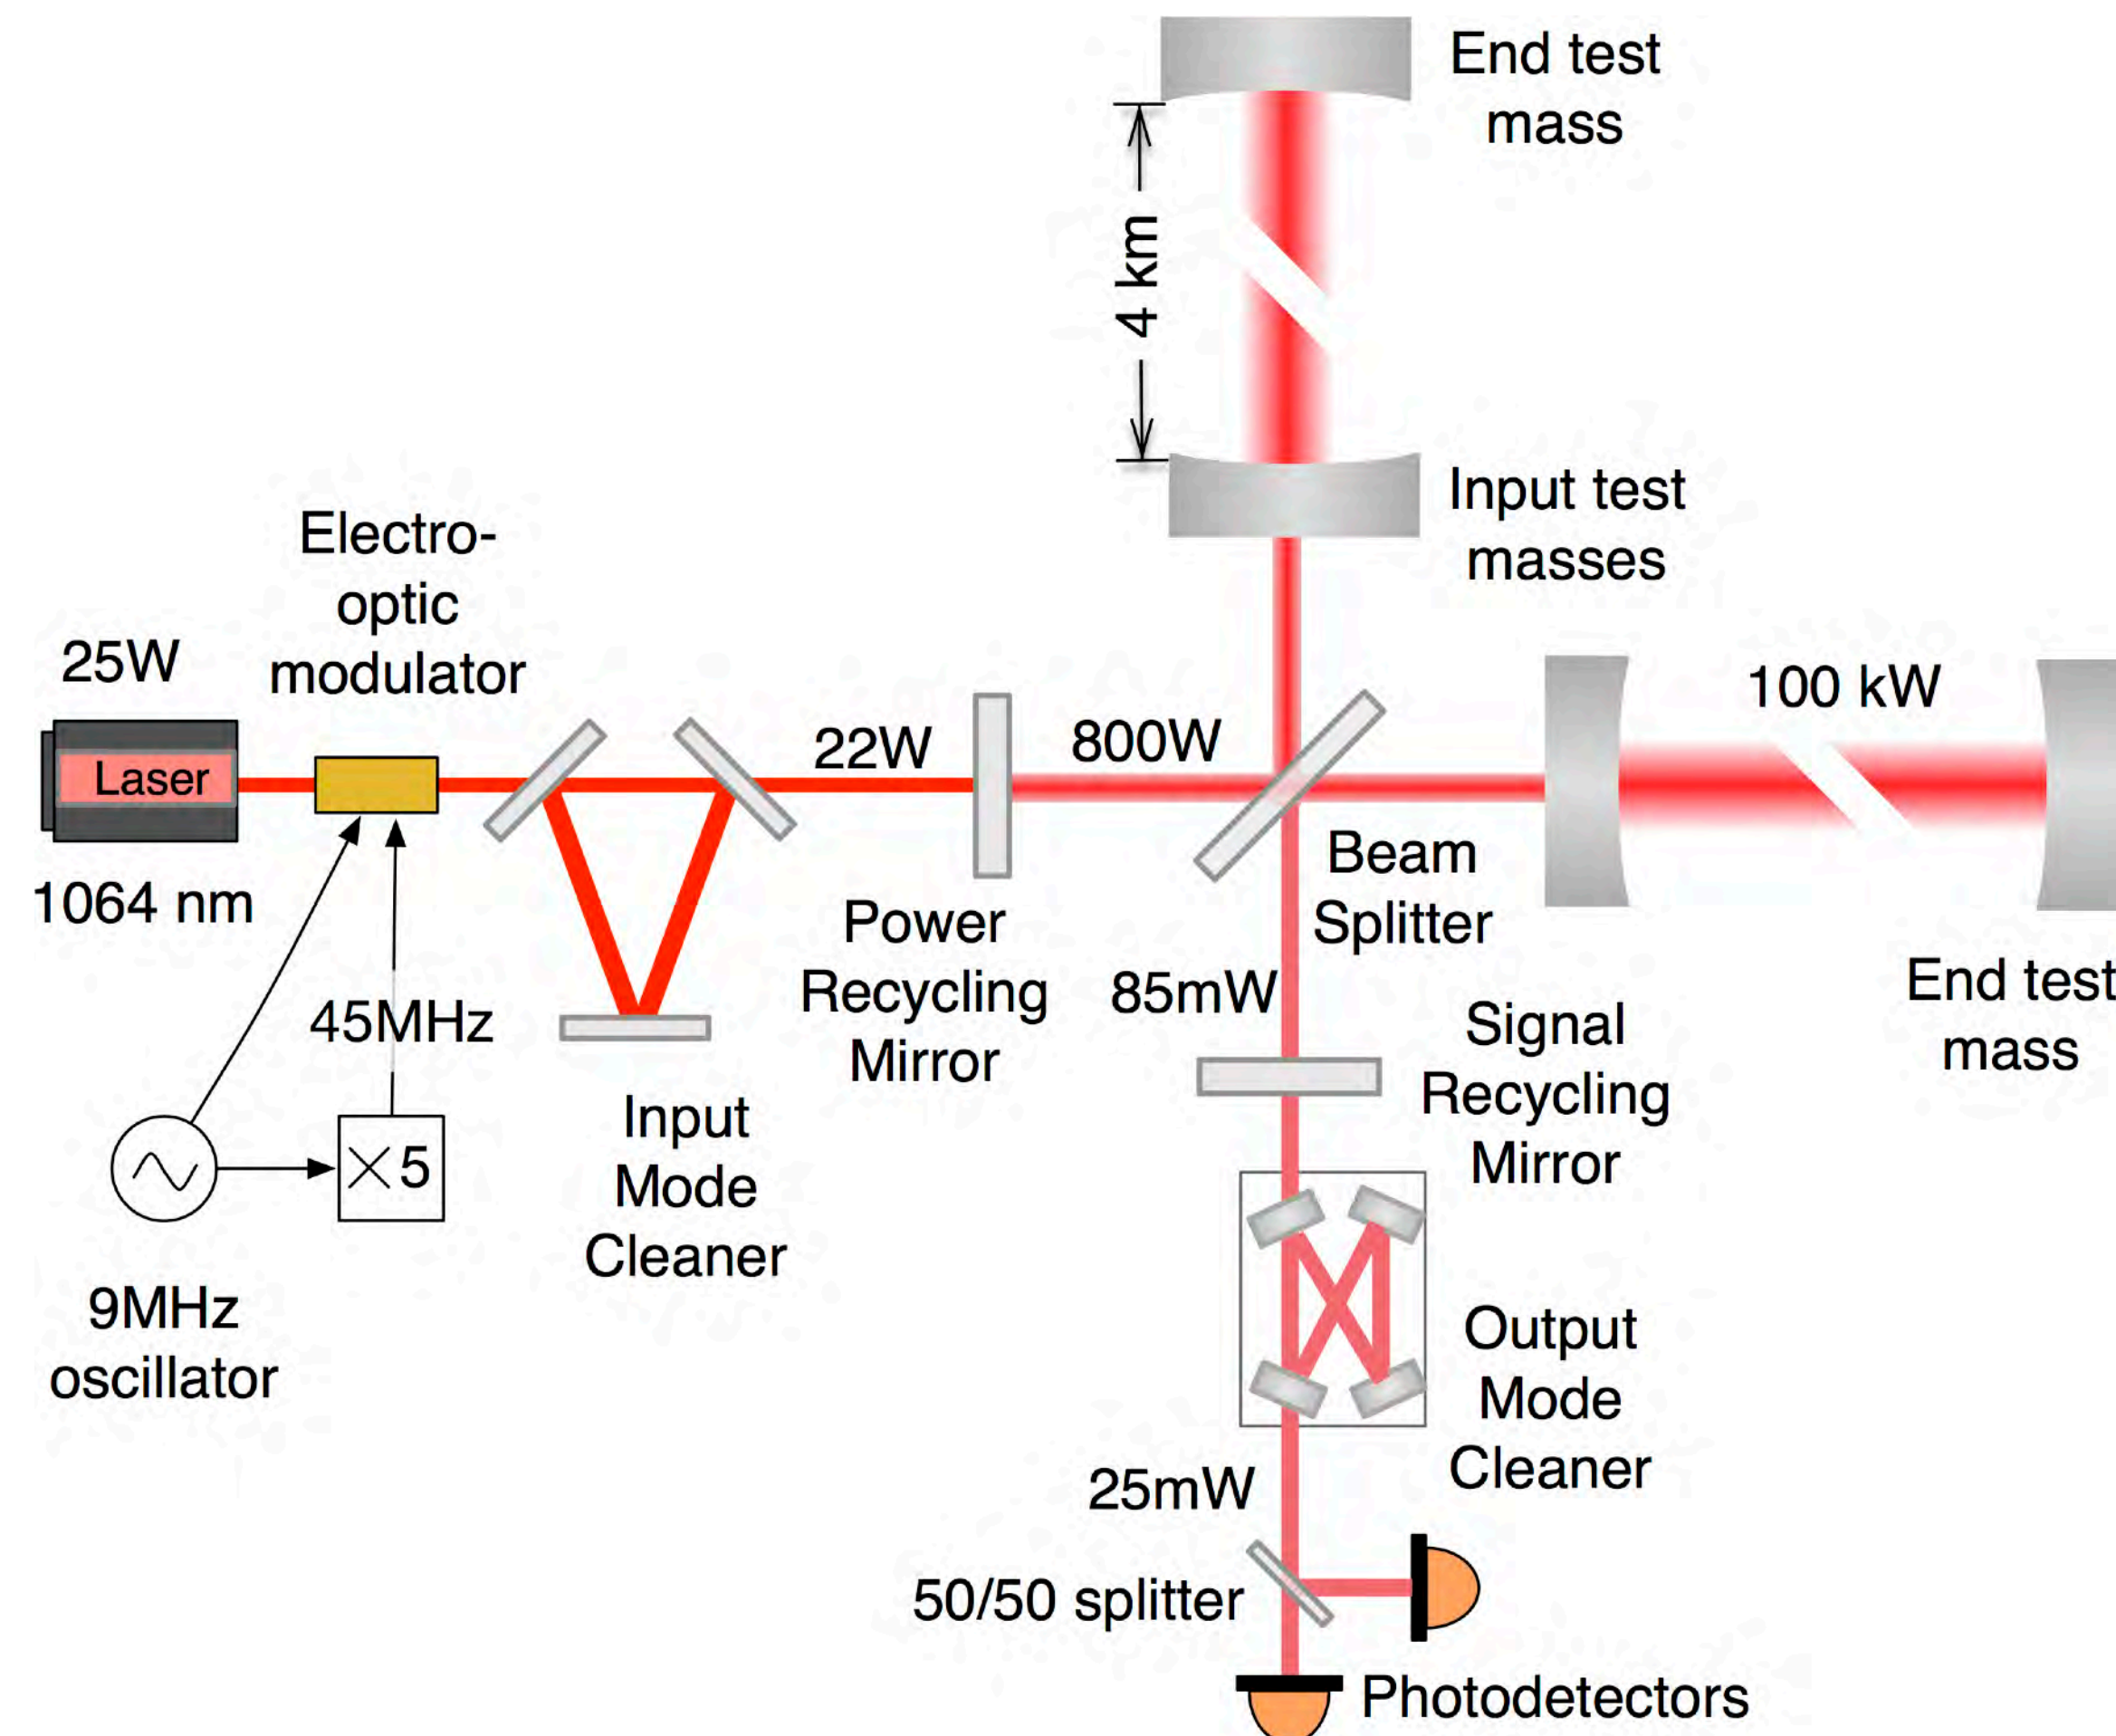 End test
mass
4 km
Input test
masses
Electro-
optic
modulator
25W
Laser
1064 nm
22W
800W
100 kW
Beam
Splitter
Power
Recycling
Mirror
85mW
End test
mass
Signal
Recycling
Mirror
45MHz
×5
9MHz
oscillator
Input
Mode
Cleaner
Output
Mode
Cleaner
25mW
50/50 splitter
Photodetectors